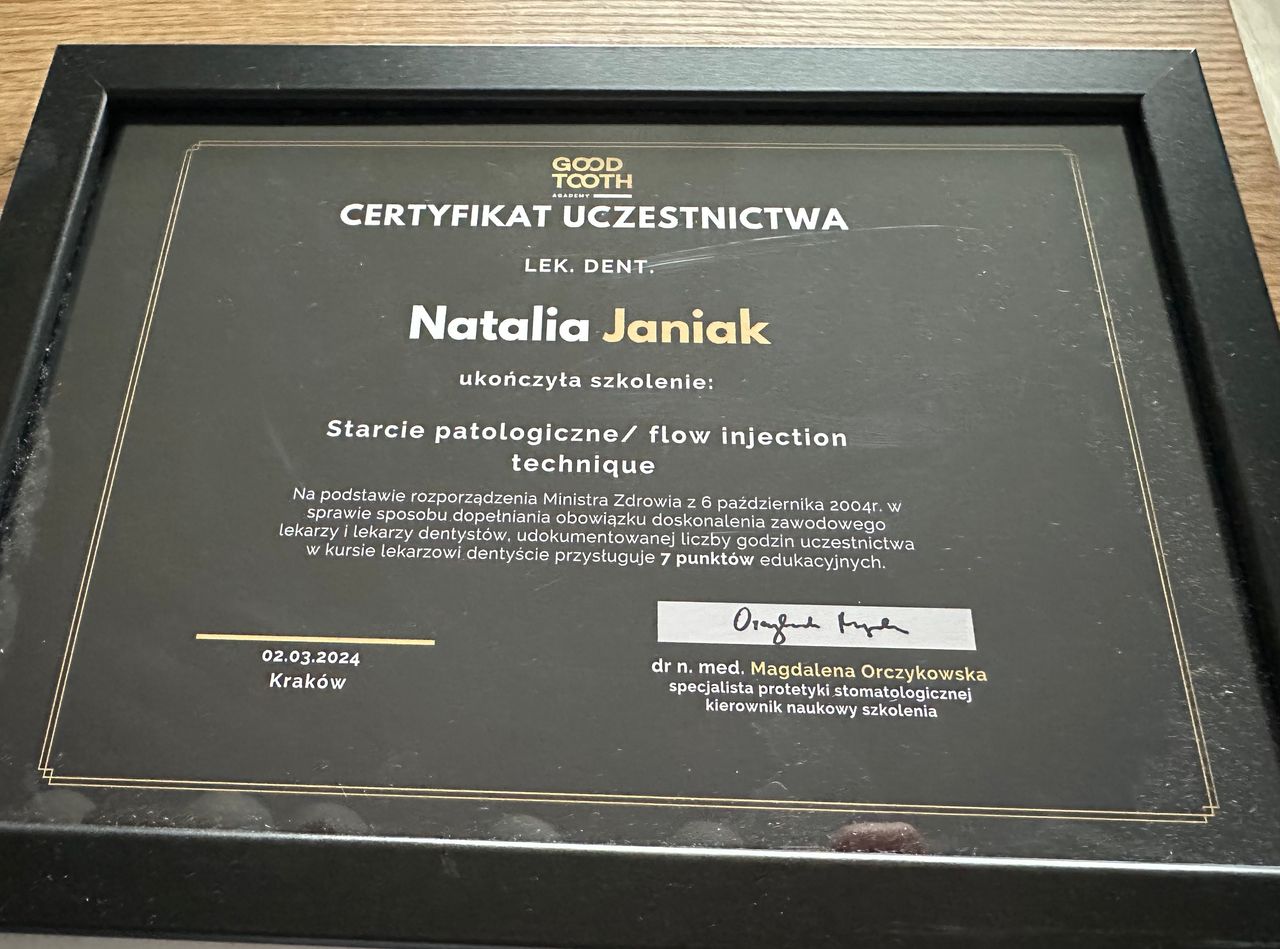 GOOD
TOOTH
ACADEMY
CERTYFIKAT UCZESTNICTWA
LEK. DENT.
Natalia Janiak
ukończyła szkolenie:
Starcie patologiczne/ flow injection
technique
Na podstawie rozporządzenia Ministra Zdrowia z 6 października 2004r. w
sprawie sposobu dopełniania obowiązku doskonalenia zawodowego
lekarzy i lekarzy dentystów, udokumentowanej liczby godzin uczestnictwa
w kursie lekarzowi dentyście przysługuje 7 punktów edukacyjnych.
02.03.2024
Kraków
dr n. med. Magdalena Orczykowska
specjalista protetyki stomatologicznej
kierownik naukowy szkolenia